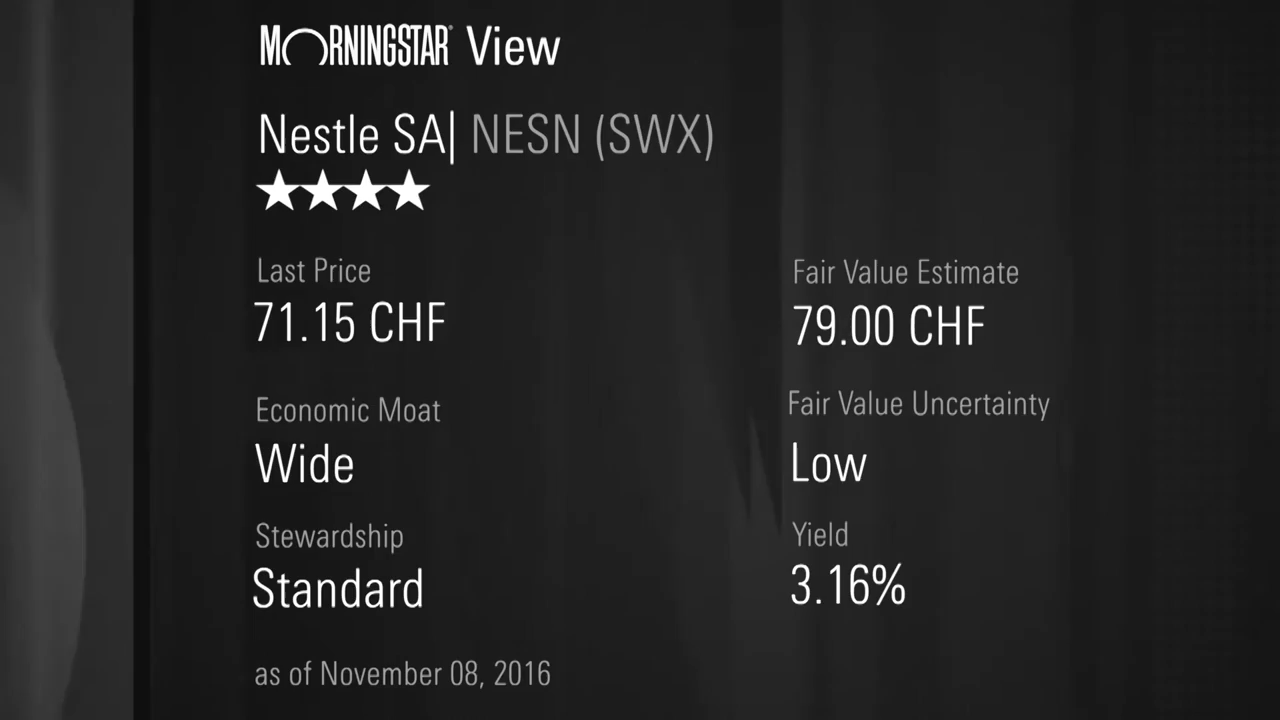 MORNINGSTAR® View
Nestle SA| NESN (SWX)
★★★★
Last Price
71.15 CHF
Fair Value Estimate
79.00 CHF
Economic Moat
Wide
Fair Value Uncertainty
Low
Stewardship
Standard
Yield
3.16%
as of November 08, 2016